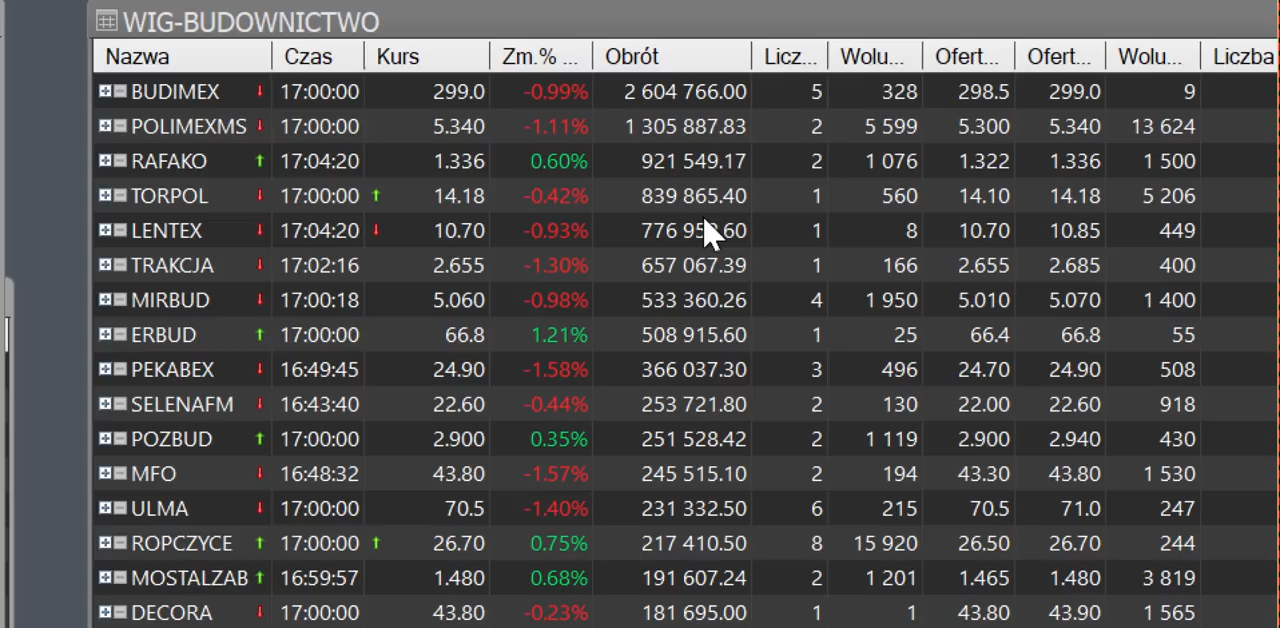 WIG-BUDOWNICTWO
Nazwa Czas Kurs Zm.% ... Obrót Licz... Wolu... Ofert... Ofert... Wolu... Liczba
BUDIMEX 17:00:00 299.0 -0.99% 2 604 766.00 5 328 298.5 299.0 9
POLIMEXMS 17:00:00 5.340 -1.11% 1 305 887.83 2 5 599 5.300 5.340 13 624
RAFAKO 17:04:20 1.336 0.60% 921 549.17 2 1 076 1.322 1.336 1 500
TORPOL 17:00:00 14.18 -0.42% 839 865.40 1 560 14.10 14.18 5 206
LENTEX 17:04:20 10.70 -0.93% 1 8 10.70 10.85 449
TRAKCJA 17:02:16 2.655 -1.30% 657 067.39 1 166 2.655 2.685 400
MIRBUD 17:00:18 5.060 -0.98% 533 360.26 4 1 950 5.010 5.070 1 400
ERBUD 17:00:00 66.8 1.21% 508 915.60 1 25 66.4 66.8 55
PEKABEX 16:49:45 24.90 -1.58% 366 037.30 3 496 24.70 24.90 508
SELENAFM 16:43:40 22.60 -0.44% 253 721.80 2 130 22.00 22.60 918
POZBUD 17:00:00 2.900 0.35% 251 528.42 2 1 119 2.900 2.940 430
MFO 16:48:32 43.80 -1.57% 245 515.10 2 194 43.30 43.80 1 530
ULMA 17:00:00 70.5 -1.40% 231 332.50 6 215 70.5 71.0 247
ROPCZYCE 17:00:00 26.70 0.75% 217 410.50 8 15 920 26.50 26.70 244
MOSTALZAB 16:59:57 1.480 0.68% 191 607.24 2 1 201 1.465 1.480 3 819
DECORA 17:00:00 43.80 -0.23% 181 695.00 1 1 43.80 43.90 1 565